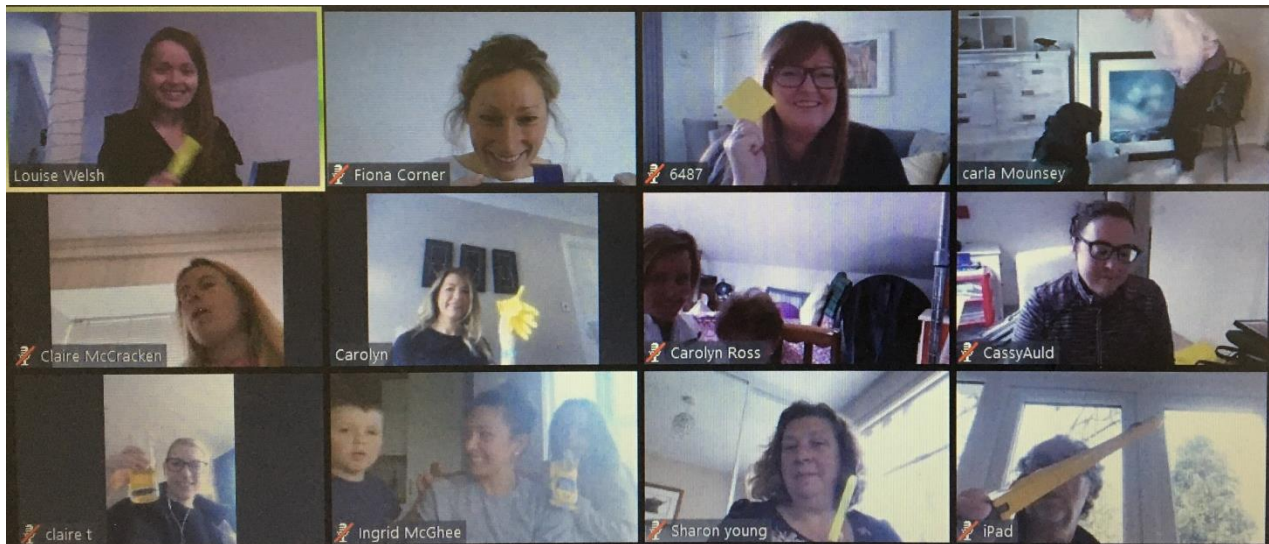 Louise Welsh
Fiona Corner
6487
carla Mounsey
Claire McCracken
Carolyn
Carolyn Ross
CassyAuld
claire t
Ingrid McGhee
Sharon young
iPad